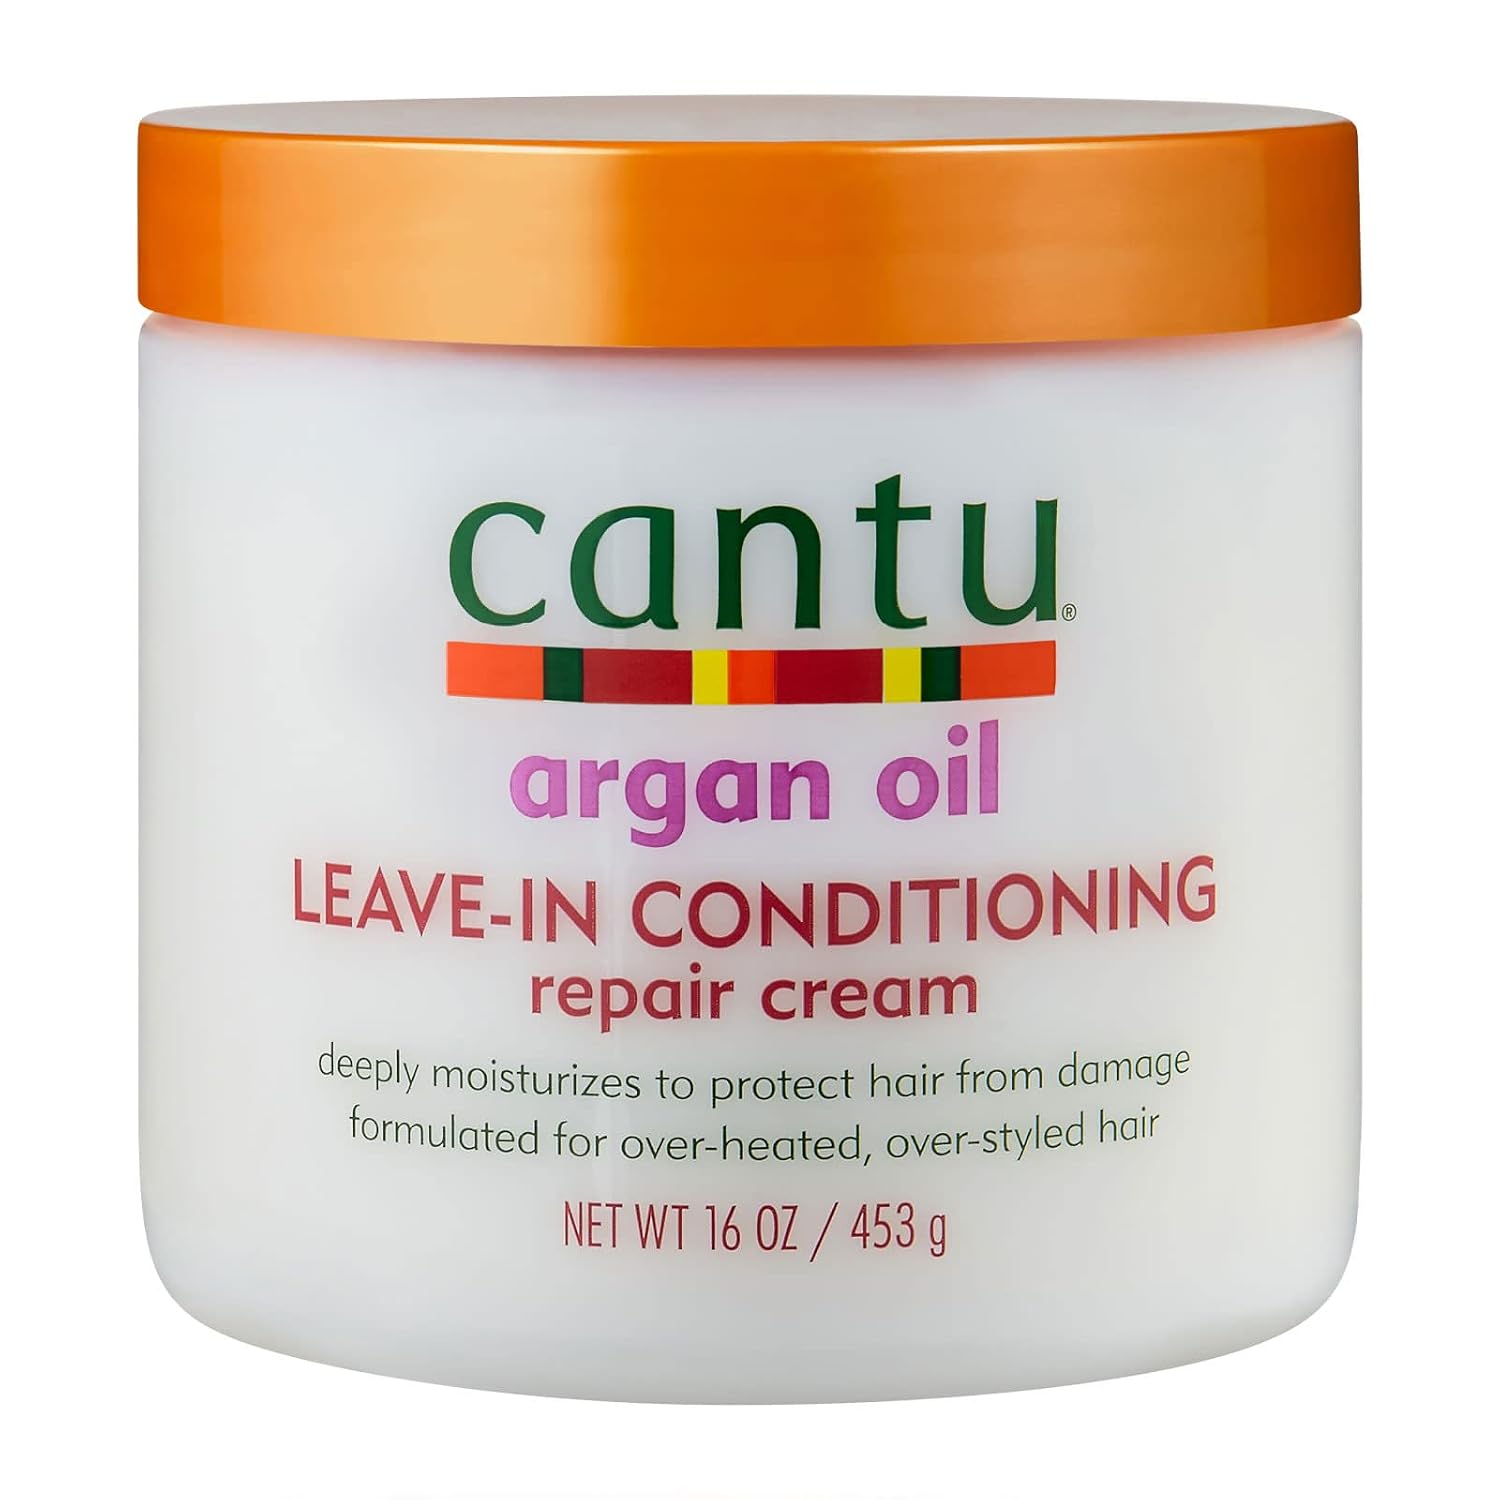 cantu®
argan oil
LEAVE-IN CONDITIONING
repair cream
deeply moisturizes to protect hair from damage
formulated for over-heated, over-styled hair
NET WT 16 OZ / 453 g